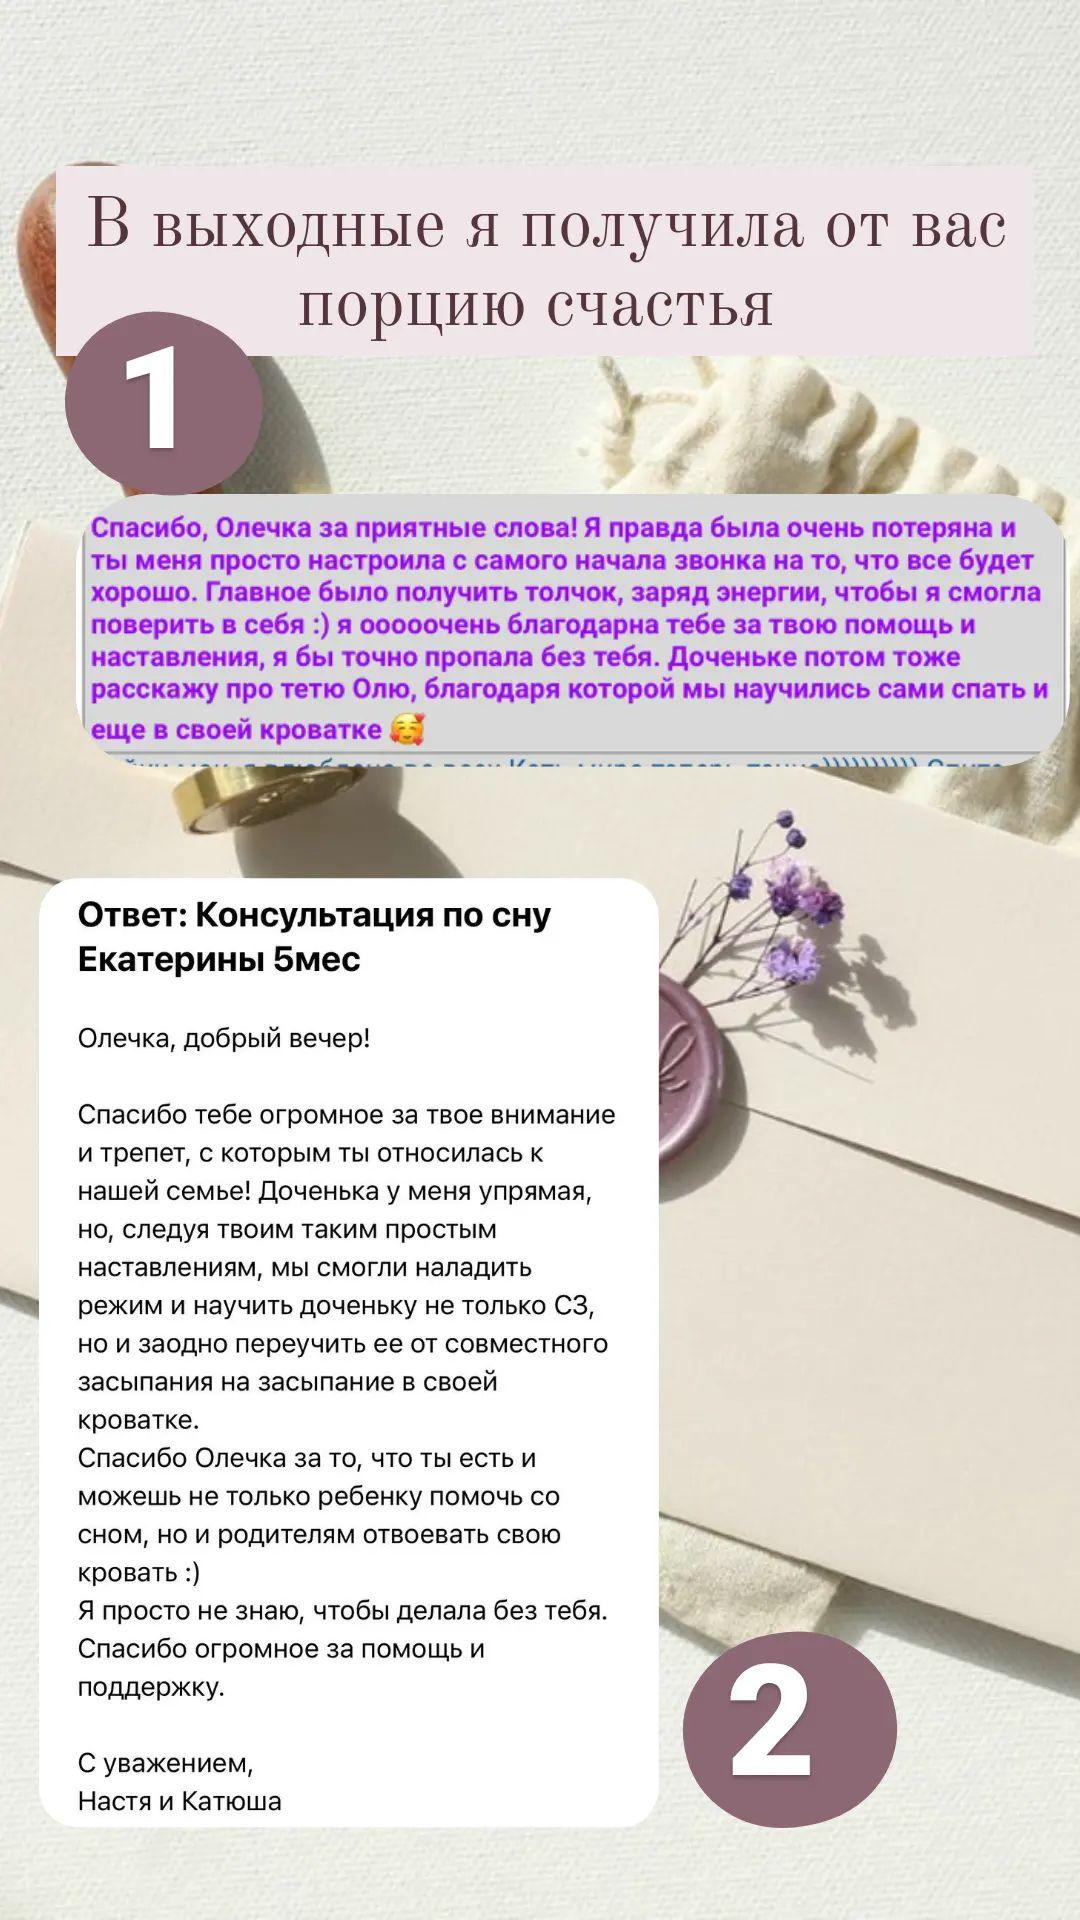 В выходные я получила от вас
порцию счастья
1
Спасибо, Олечка за приятные слова! Я правда была очень потеряна и
ты меня просто настроила с самого начала звонка на то, что все будет
хорошо. Главное было получить толчок, заряд энергии, чтобы я смогла
поверить в себя :) я ооооочень благодарна тебе за твою помощь и
наставления, я бы точно пропала без тебя. Доченьке потом тоже
расскажу про тетю Олю, благодаря которой мы научились сами спать и
еще в своей кроватке 🥰
Ответ: Консультация по сну
Екатерины 5мес
Олечка, добрый вечер!
Спасибо тебе огромное за твое внимание
и трепет, с которым ты относилась к
нашей семье! Доченька у меня упрямая,
но, следуя твоим таким простым
наставлениям, мы смогли наладить
режим и научить доченьку не только СЗ,
но и заодно переучить ее от совместного
засыпания на засыпание в своей
кроватке.
Спасибо Олечка за то, что ты есть и
можешь не только ребенку помочь со
сном, но и родителям отвоевать свою
кровать :)
Я просто не знаю, чтобы делала без тебя.
Спасибо огромное за помощь и
поддержку.
С уважением,
Настя и Катюша
2